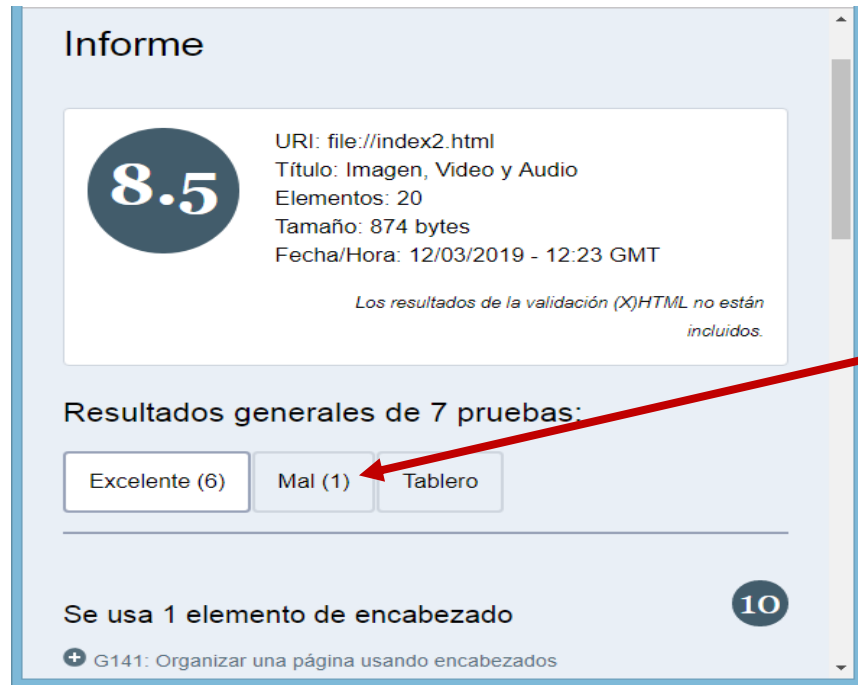 Informe
8.5
URI: file://index2.html
Título: Imagen, Video y Audio
Elementos: 20
Tamaño: 874 bytes
Fecha/Hora: 12/03/2019 - 12:23 GMT
Los resultados de la validación (X)HTML no están
incluidos.
Resultados generales de 7 pruebas:
Excelente (6) Mal (1) Tablero
Se usa 1 elemento de encabezado 10
G141: Organizar una página usando encabezados